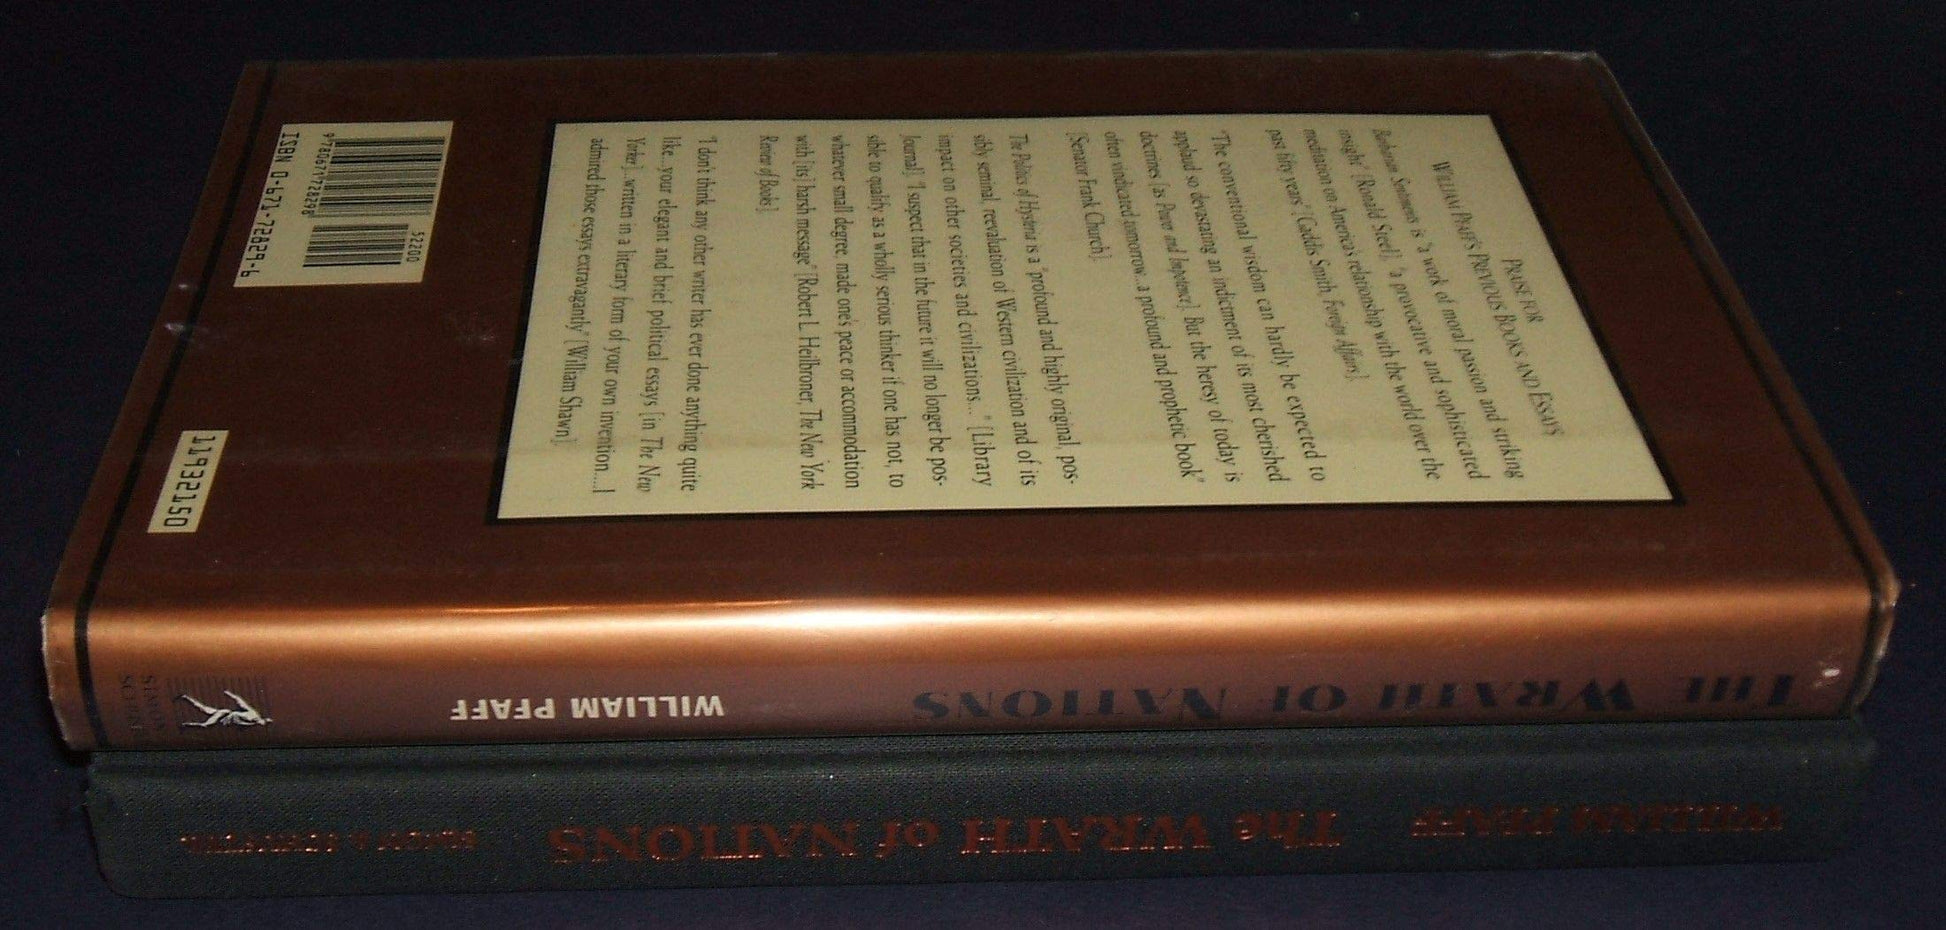 PRAISE FOR
WILLIAM PFAFF'S PREVIOUS BOOKS AND ESSAYS
Barbarian Sentiments is "a work of moral passion and striking
insight" [Ronald Steel], "a provocative and sophisticated
meditation on America's relationship with the world over the
past fifty years" [Gaddis Smith, Foreign Affairs].
"The conventional wisdom can hardly be expected to
applaud so devastating an indictment of its most cherished
doctrines [as Power and Impotence]. But the heresy of today is
often vindicated tomorrow, a profound and prophetic book"
[Senator Frank Church]
The Politics of Hysteria is a "profound and highly original, pos-
sibly seminal, reevaluation of Western civilization and of its
impact on other societies and civilizations..." [Library
Journal]. "I suspect that in the future it will no longer be pos-
sible to qualify as a wholly serious thinker if one has not, to
whatever small degree, made one's peace or accommodation
with [its] harsh message" [Robert L. Heilbroner, The New York
Review of Books].
"I don't think any other writer has ever done anything quite
like...your elegant and brief political essays [in The New
Yorker]...written in a literary form of your own invention....I
admired those essays extravagantly" [William Shawn].
52200
9 780671 728298
ISBN 0-671-72829-6
11932150
THE WRATH OF NATIONS
WILLIAM PFAFF
WILLIAM PFAFF
The WRATH of NATIONS
SIMON & SCHUSTER